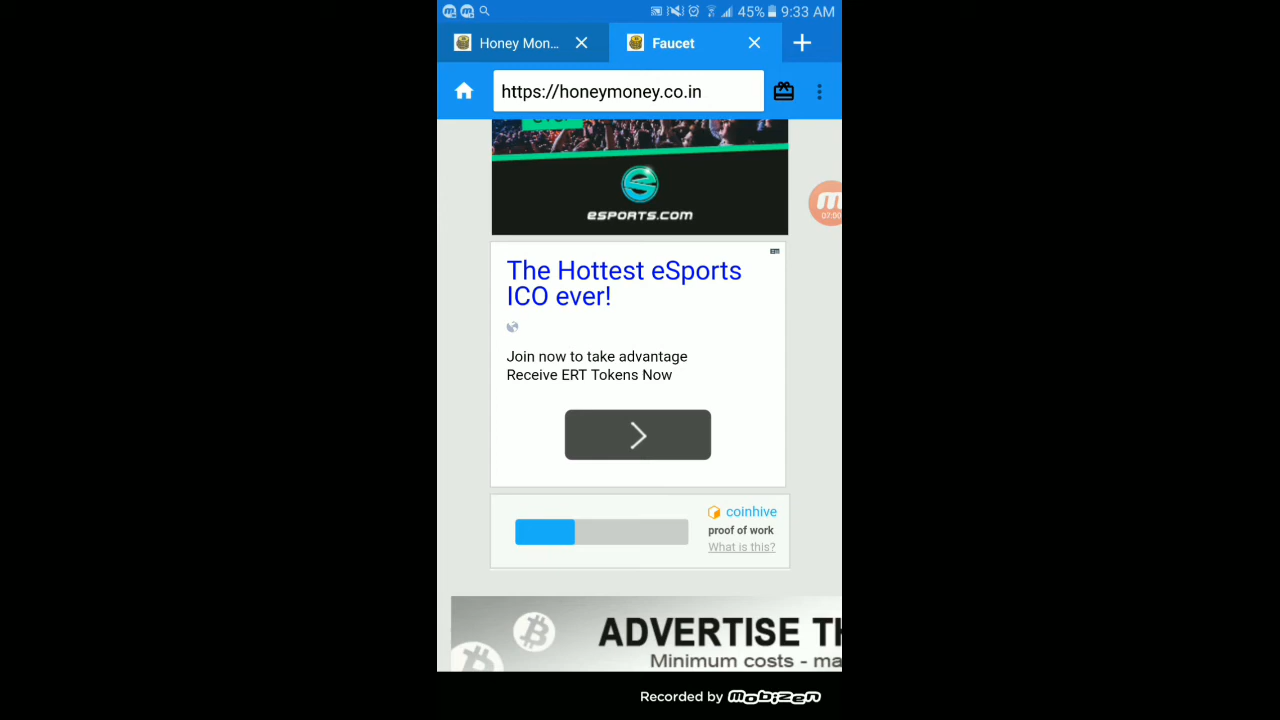 45% 9:33 AM
Honey Mon... Faucet
https://honeymoney.co.in
eSPORTS.COM
07:00
The Hottest eSports
ICO ever!
Join now to take advantage
Receive ERT Tokens Now
coinhive
proof of work
What is this?
ADVERTISE TH
Minimum costs - ma
Recorded by mobizen